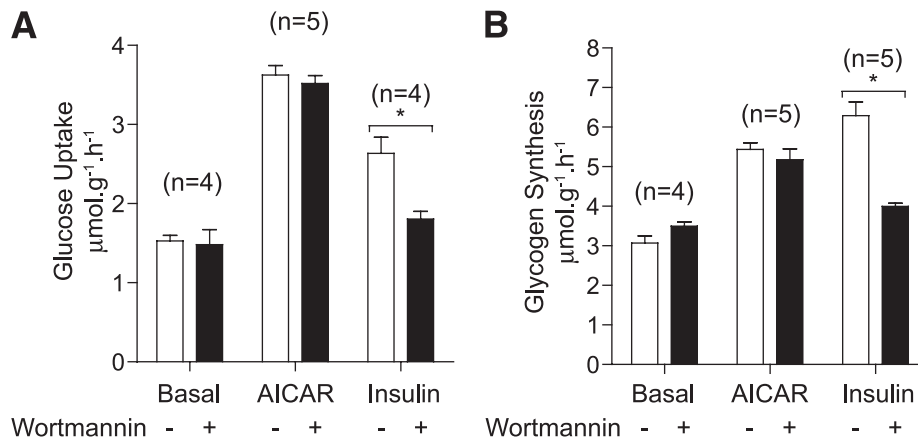 A
(n=5)
4
3
2
1
0
Glucose Uptake
µmol.g⁻¹.h⁻¹
(n=4)
(n=4)
*
Basal AICAR Insulin
Wortmannin - + - + - +
B
8
7
6
5
4
3
2
1
0
Glycogen Synthesis
µmol.g⁻¹.h⁻¹
(n=4)
(n=5)
(n=5)
*
Basal AICAR Insulin
Wortmannin - + - + - +